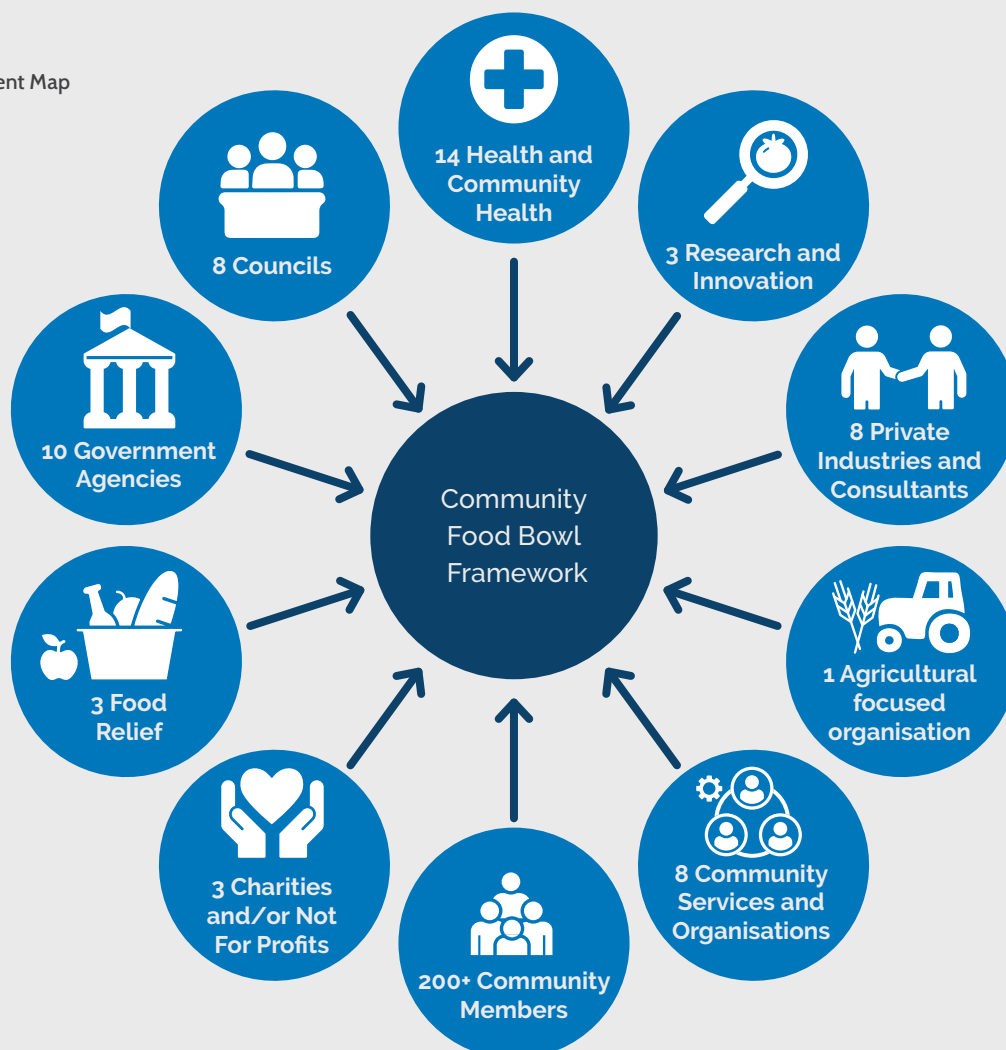 ent Map
14 Health and
Community
Health
3 Research and
Innovation
8 Private
Industries and
Consultants
1 Agricultural
focused
organisation
8 Community
Services and
Organisations
200+ Community
Members
3 Charities
and/or Not
For Profits
3 Food
Relief
10 Government
Agencies
8 Councils
Community
Food Bowl
Framework